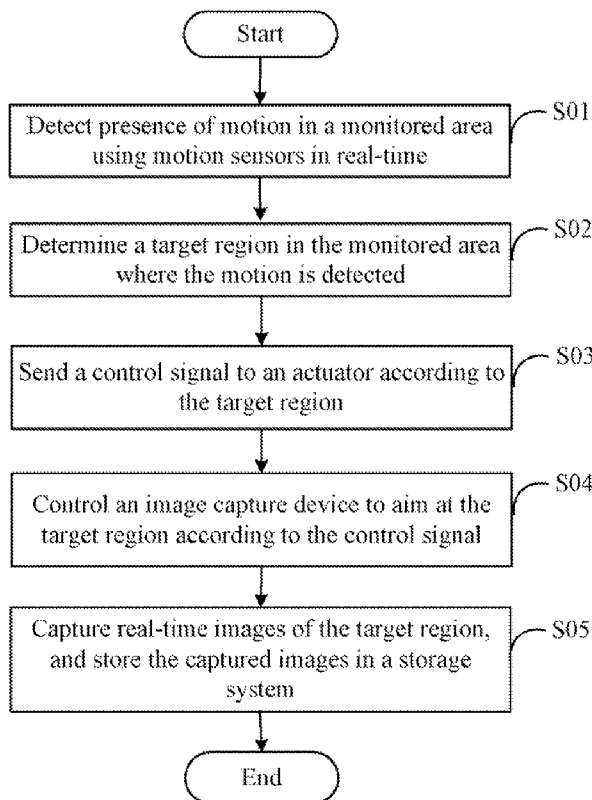 Start
S01
Detect presence of motion in a monitored area
using motion sensors in real-time
S02
Determine a target region in the monitored area
where the motion is detected
S03
Send a control signal to an actuator according to
the target region
S04
Control an image capture device to aim at the
target region according to the control signal
S05
Capture real-time images of the target region,
and store the captured images in a storage
system
End